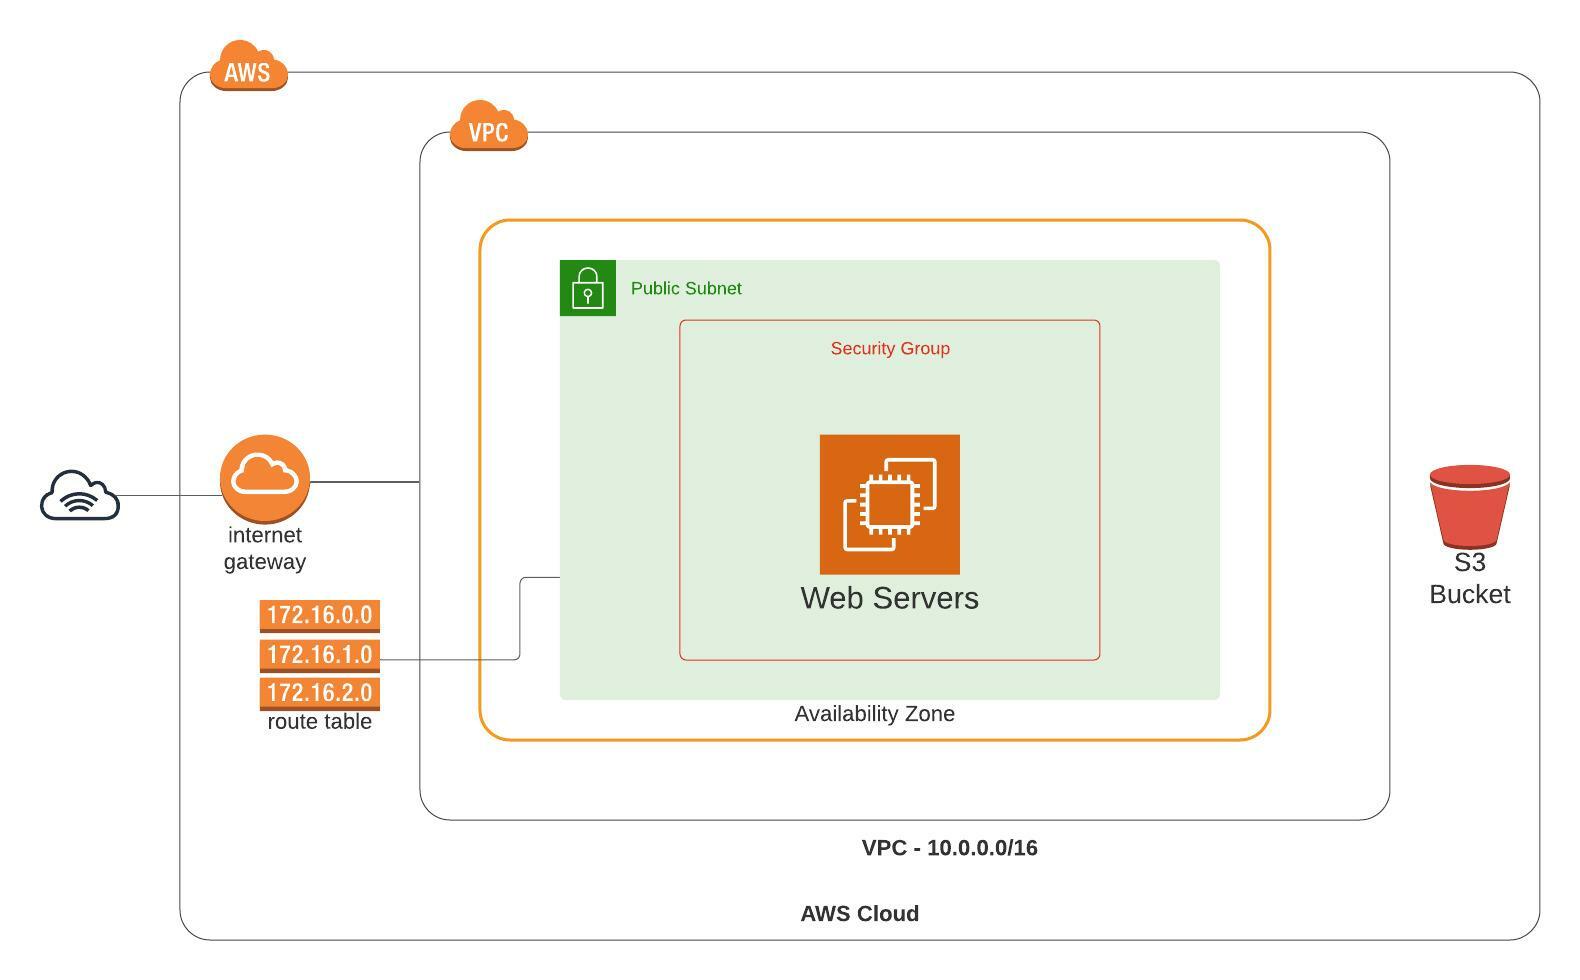 AWS
VPC
Public Subnet
Security Group
Web Servers
internet
gateway
172.16.0.0
172.16.1.0
172.16.2.0
route table
S3
Bucket
Availability Zone
VPC - 10.0.0.0/16
AWS Cloud